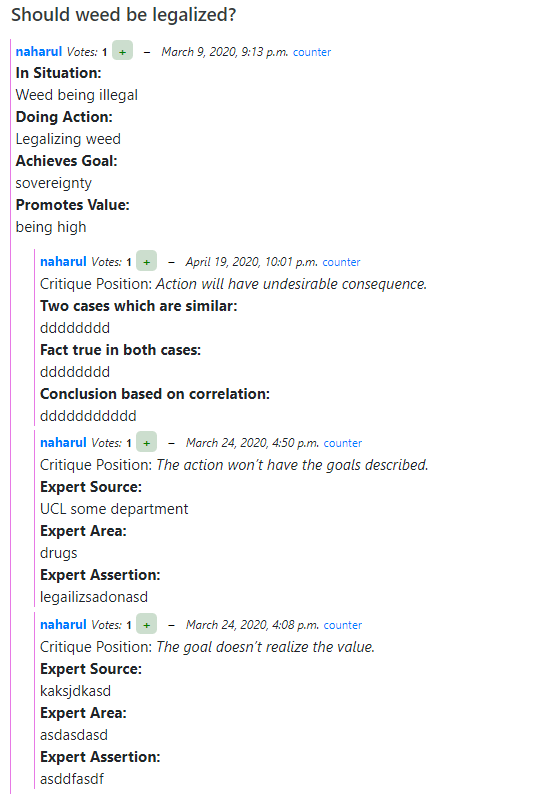 Should weed be legalized?
naharul Votes: 1 + – March 9, 2020, 9:13 p.m. counter
In Situation:
Weed being illegal
Doing Action:
Legalizing weed
Achieves Goal:
sovereignty
Promotes Value:
being high
naharul Votes: 1 + – April 19, 2020, 10:01 p.m. counter
Critique Position: Action will have undesirable consequence.
Two cases which are similar:
dddddddd
Fact true in both cases:
dddddddd
Conclusion based on correlation:
ddddddddddd
naharul Votes: 1 + – March 24, 2020, 4:50 p.m. counter
Critique Position: The action won't have the goals described.
Expert Source:
UCL some department
Expert Area:
drugs
Expert Assertion:
legailizsadonasd
naharul Votes: 1 + – March 24, 2020, 4:08 p.m. counter
Critique Position: The goal doesn't realize the value.
Expert Source:
kaksjdkasd
Expert Area:
asdasdasd
Expert Assertion:
asddfasdf